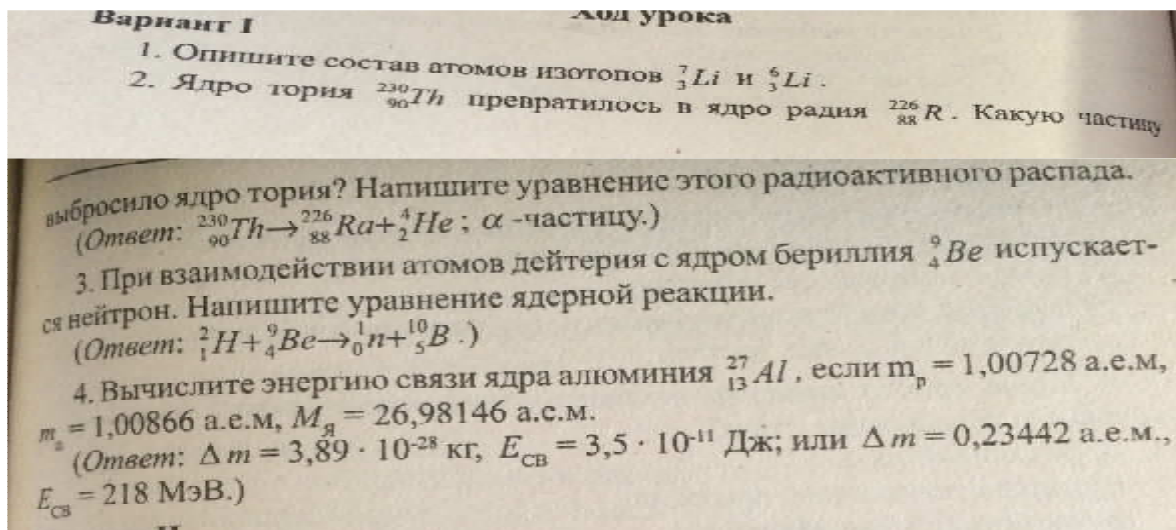 Ход урока
Вариант I
1. Опишите состав атомов изотопов ⁷₃Li и ⁶₃Li.
2. Ядро тория ²³⁰₉₀Th превратилось в ядро радия ²²⁶₈₈R. Какую частицу
выбросило ядро тория? Напишите уравнение этого радиоактивного распада.
(Ответ: ²³⁰₉₀Th→²²⁶₈₈Ra+⁴₂He; α-частицу.)
3. При взаимодействии атомов дейтерия с ядром бериллия ⁹₄Be испускает-
ся нейтрон. Напишите уравнение ядерной реакции.
(Ответ: ²₁H+⁹₄Be→¹₀n+¹⁰₅B.)
4. Вычислите энергию связи ядра алюминия ²⁷₁₃Al, если mₚ = 1,00728 а.е.м,
m = 1,00866 а.е.м, Mя = 26,98146 а.е.м.
(Ответ: Δm = 3,89 · 10⁻²⁸ кг, Eсв = 3,5 · 10⁻¹¹ Дж; или Δm = 0,23442 а.е.м.,
Eсв = 218 МэВ.)